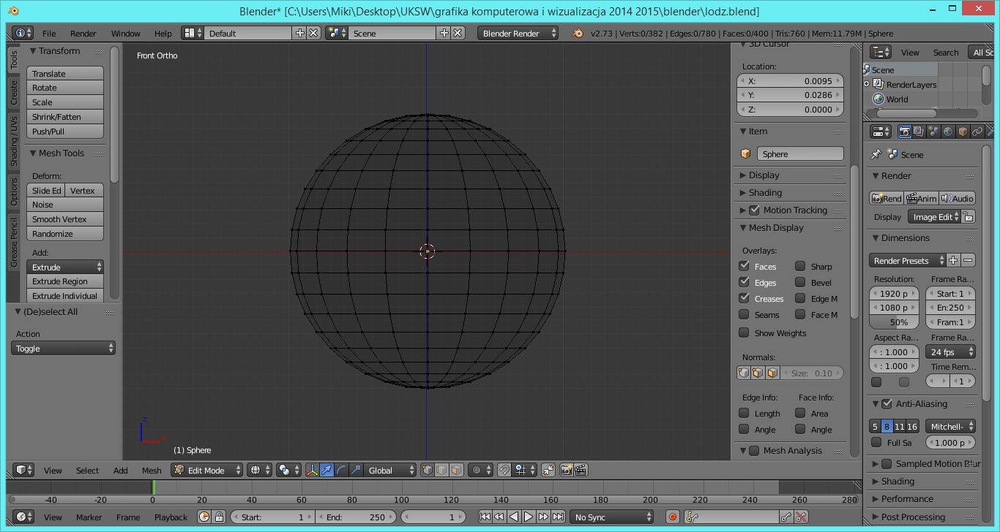 Blender* [C:\Users\Miki\Desktop\UKSW\grafika komputerowa i wizualizacja 2014 2015\blender\lodz.blend]
File Render Window Help Default Scene Blender Render v2.73 | Verts:0/382 | Edges:0/780 | Faces:0/400 | Tris:760 | Mem:11.79M | Sphere
Tools
Create
Shading / UVs
Options
Grease Pencil
Transform
Translate
Rotate
Scale
Shrink/Fatten
Push/Pull
Mesh Tools
Deform:
Slide Ed Vertex
Noise
Smooth Vertex
Randomize
Add:
Extrude
Extrude Region
Extrude Individual
(De)select All
Action
Toggle
Front Ortho
z
x
(1) Sphere
3D Cursor
Location:
X: 0.0095
Y: 0.0286
Z: 0.0000
Item
Sphere
Display
Shading
Motion Tracking
Mesh Display
Overlays:
Faces Sharp
Edges Bevel
Creases Edge M
Seams Face M
Show Weights
Normals:
Size: 0.10
Edge Info: Face Info:
Length Area
Angle Angle
Mesh Analysis
View Search All Sc
Scene
RenderLayers
World
Scene
Render
Rend Anim Audio
Display Image Edit
Dimensions
Render Presets
Resolution: Frame Ra...
1920 p Start: 1
1080 p En:250
50% Fram:1
Aspect Ra... Frame Ra...
: 1.000 24 fps
: 1.000 Time Rem...
1
Anti-Aliasing
5 8 11 16 Mitchell-
Full Sa 1.000 p
Sampled Motion Blur
Shading
Performance
Post Processing
View Select Add Mesh Edit Mode Global
-40 -20 0 20 40 60 80 100 120 140 160 180 200 220 240 260 280
View Marker Frame Playback Start: 1 End: 250 1 No Sync